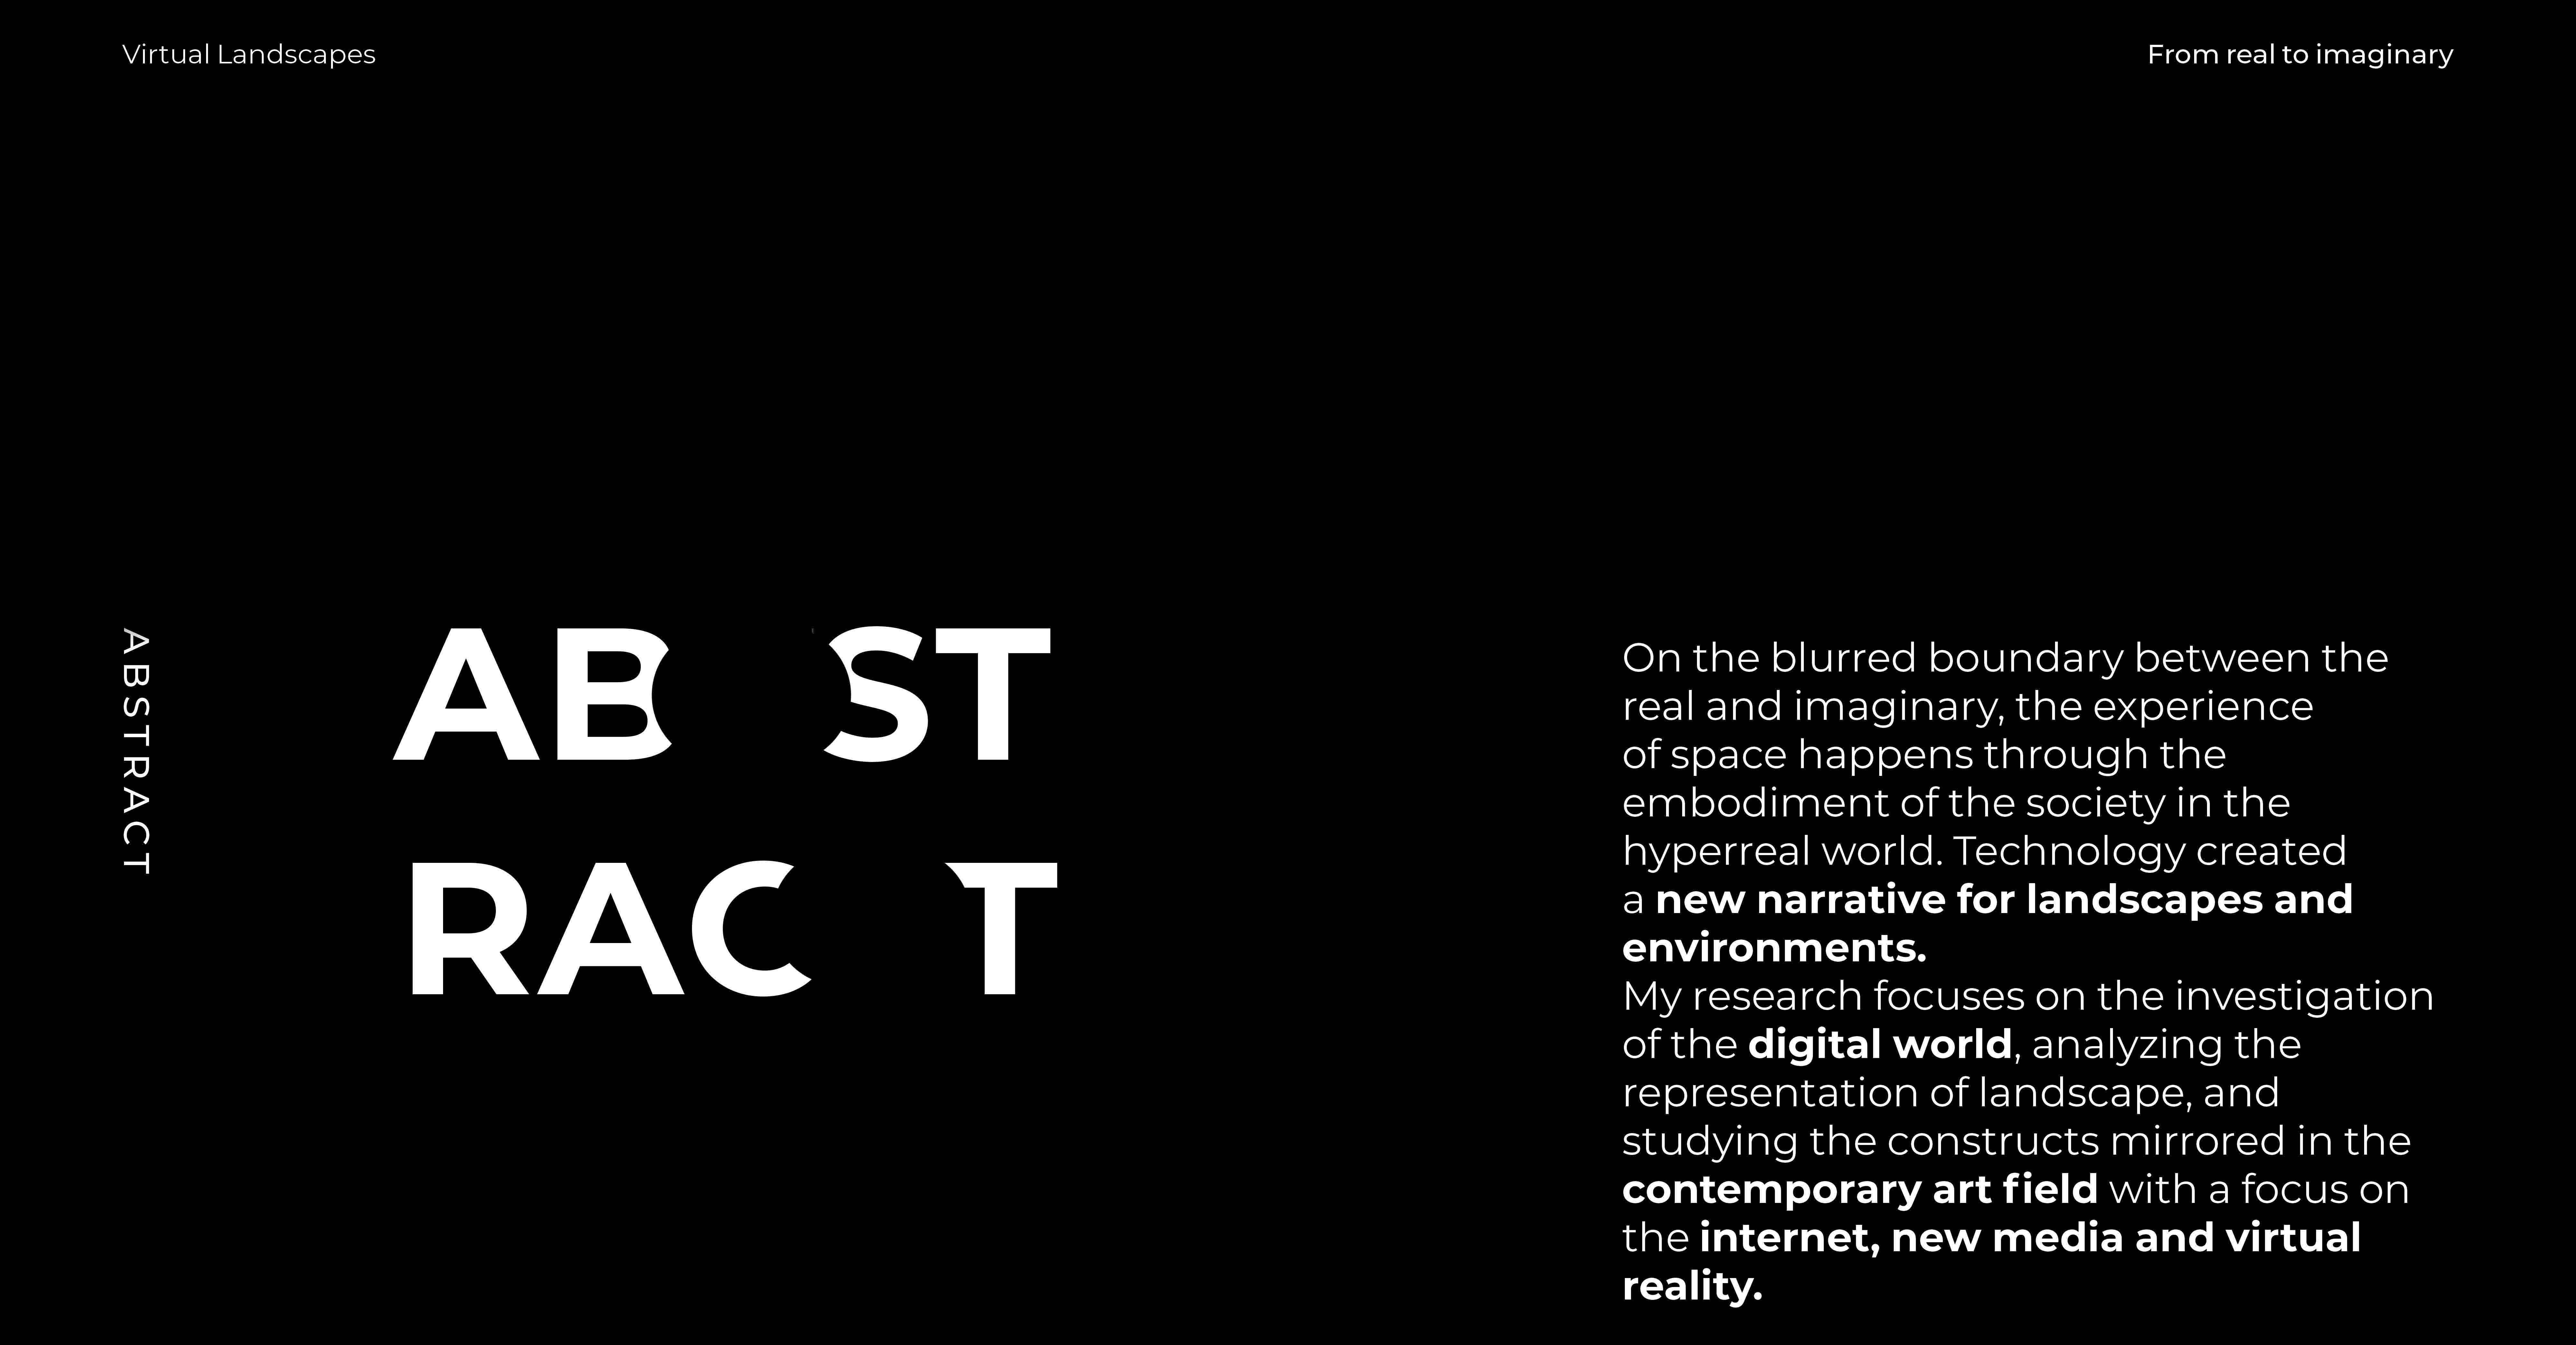 Virtual Landscapes
From real to imaginary
ABSTRACT
ABST
RACT
On the blurred boundary between the
real and imaginary, the experience
of space happens through the
embodiment of the society in the
hyperreal world. Technology created
a new narrative for landscapes and
environments.
My research focuses on the investigation
of the digital world, analyzing the
representation of landscape, and
studying the constructs mirrored in the
contemporary art field with a focus on
the internet, new media and virtual
reality.